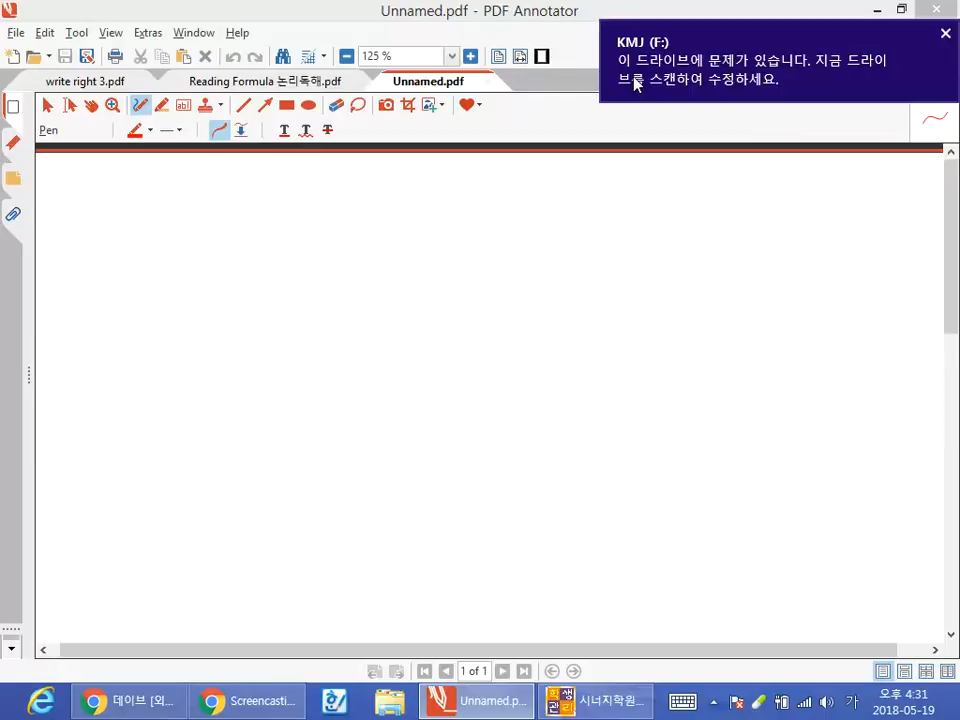 Unnamed.pdf - PDF Annotator
File Edit Tool View Extras Window Help
KMJ (F:)
이 드라이브에 문제가 있습니다. 지금 드라이
브를 스캔하여 수정하세요.
125 %
write right 3.pdf
Reading Formula 논리독해.pdf
Unnamed.pdf
Pen
1 of 1
데이브 [외...
Screencasti...
Unnamed.p...
시너지학원...
가
오후 4:31
2018-05-19